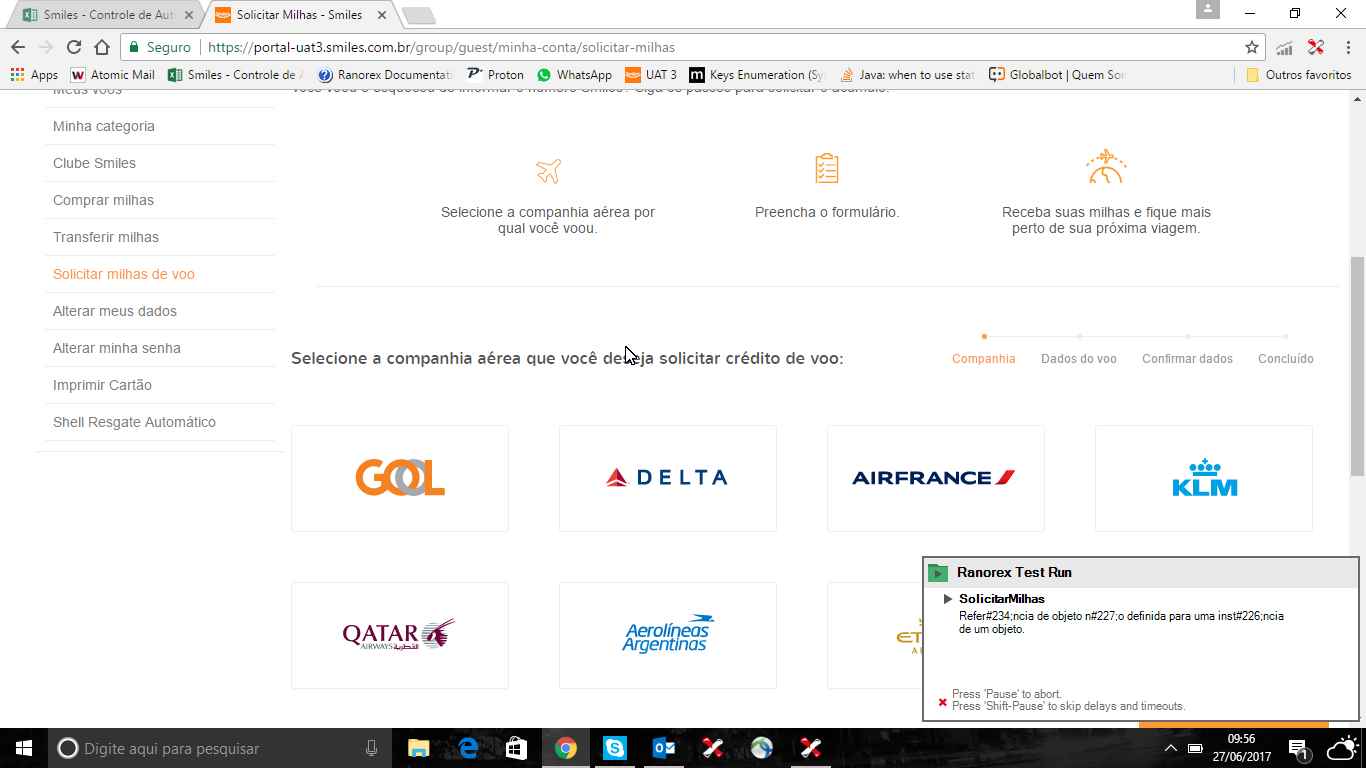 Smiles - Controle de Aut
Solicitar Milhas - Smiles
Seguro
https://portal-uat3.smiles.com.br/group/guest/minha-conta/solicitar-milhas
Apps
Atomic Mail
Smiles - Controle de A
Ranorex Documentati
Proton
WhatsApp
UAT 3
Keys Enumeration (Sy
Java: when to use stat
Globalbot | Quem Som
Outros favoritos
Meus voos
Minha categoria
Clube Smiles
Comprar milhas
Transferir milhas
Solicitar milhas de voo
Alterar meus dados
Alterar minha senha
Imprimir Cartão
Shell Resgate Automático
Você voou e esqueceu de informar o número Smiles? Siga os passos para solicitar o acúmulo.
Selecione a companhia aérea por
qual você voou.
Preencha o formulário.
Receba suas milhas e fique mais
perto de sua próxima viagem.
Selecione a companhia aérea que você deseja solicitar crédito de voo:
Companhia
Dados do voo
Confirmar dados
Concluído
GOL
DELTA
AIRFRANCE
KLM
QATAR
AIRWAYS القطرية
Aerolíneas
Argentinas
ET
Ranorex Test Run
SolicitarMilhas
Refer#234;ncia de objeto n#227;o definida para uma inst#226;ncia
de um objeto.
Press 'Pause' to abort.
Press 'Shift-Pause' to skip delays and timeouts.
Digite aqui para pesquisar
09:56
27/06/2017
1